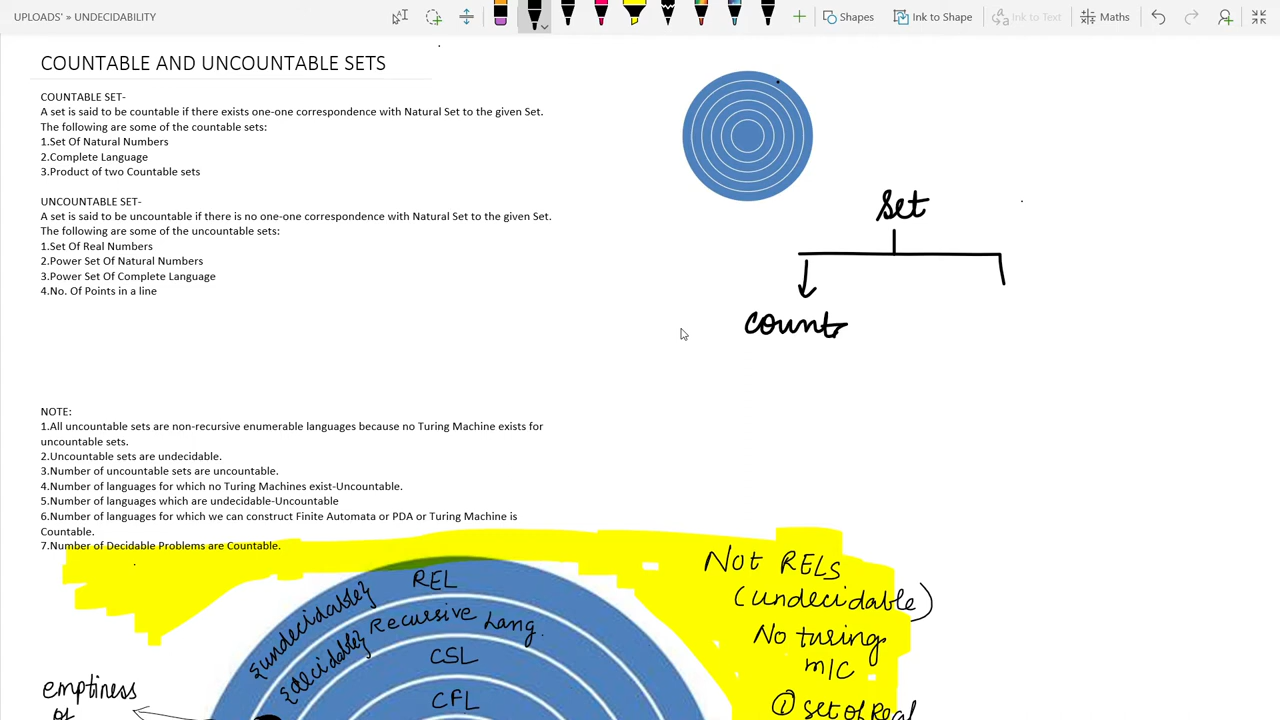 UPLOADS' » UNDECIDABILITY
Shapes
Ink to Shape
Ink to Text
Maths
COUNTABLE AND UNCOUNTABLE SETS
COUNTABLE SET-
A set is said to be countable if there exists one-one correspondence with Natural Set to the given Set.
The following are some of the countable sets:
1.Set Of Natural Numbers
2.Complete Language
3.Product of two Countable sets
UNCOUNTABLE SET-
A set is said to be uncountable if there is no one-one correspondence with Natural Set to the given Set.
The following are some of the uncountable sets:
1.Set Of Real Numbers
2.Power Set Of Natural Numbers
3.Power Set Of Complete Language
4.No. Of Points in a line
Set
count
NOTE:
1.All uncountable sets are non-recursive enumerable languages because no Turing Machine exists for
uncountable sets.
2.Uncountable sets are undecidable.
3.Number of uncountable sets are uncountable.
4.Number of languages for which no Turing Machines exist-Uncountable.
5.Number of languages which are undecidable-Uncountable
6.Number of languages for which we can construct Finite Automata or PDA or Turing Machine is
Countable.
7.Number of Decidable Problems are Countable.
REL
{undecidable}
Recursive Lang.
{decidable}
CSL
CFL
emptiness
of
Not RELS
(undecidable)
No turing
m/c
① set of Real